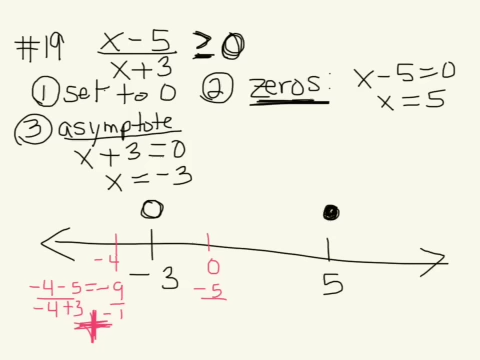 #19 x-5/x+3 ≥ 0
① set to 0
② zeros: x-5=0
x=5
③ asymptote
x+3=0
x=-3
-4 0
-3 5
-4-5/-4+3 = -9/-1 -5
+